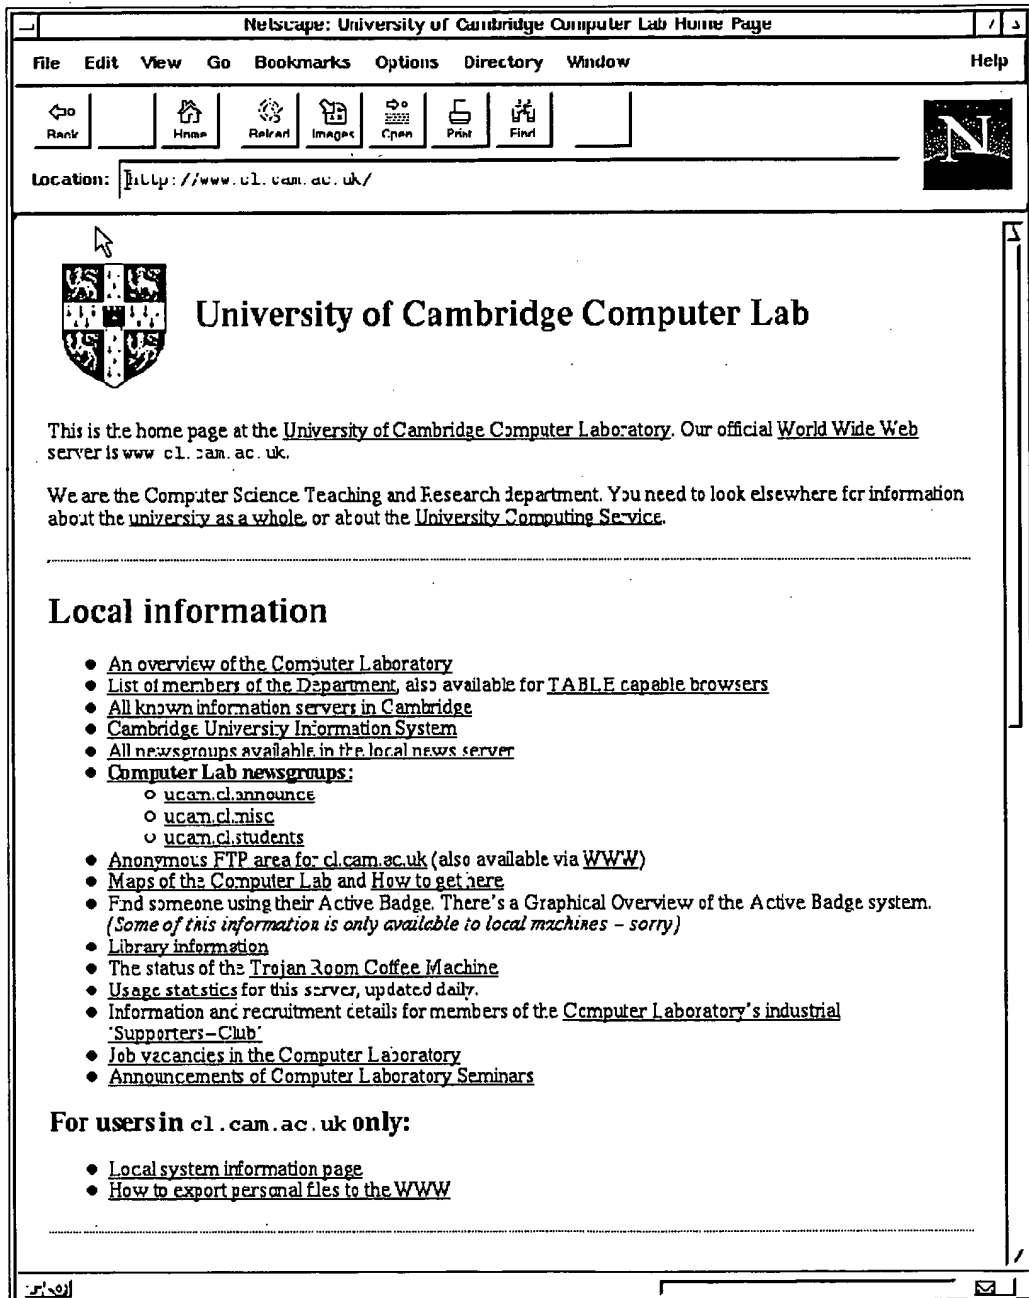 Netscape: University of Cambridge Computer Lab Home Page
File Edit View Go Bookmarks Options Directory Window Help
Back Home Reload Images Open Print Find
N
Location: http://www.cl.cam.ac.uk/
University of Cambridge Computer Lab
This is the home page at the University of Cambridge Computer Laboratory. Our official World Wide Web
server is www.cl.cam.ac.uk.
We are the Computer Science Teaching and Research department. You need to look elsewhere for information
about the university as a whole, or about the University Computing Service.
Local information
● An overview of the Computer Laboratory
● List of members of the Department, also available for TABLE capable browsers
● All known information servers in Cambridge
● Cambridge University Information System
● All newsgroups available in the local news server
● Computer Lab newsgroups:
○ ucam.cl.announce
○ ucam.cl.misc
○ ucam.cl.students
● Anonymous FTP area for cl.cam.ac.uk (also available via WWW)
● Maps of the Computer Lab and How to get here
● Find someone using their Active Badge. There's a Graphical Overview of the Active Badge system.
(Some of this information is only available to local machines – sorry)
● Library information
● The status of the Trojan Room Coffee Machine
● Usage statistics for this server, updated daily.
● Information and recruitment details for members of the Computer Laboratory's industrial
'Supporters–Club'
● Job vacancies in the Computer Laboratory
● Announcements of Computer Laboratory Seminars
For users in cl.cam.ac.uk only:
● Local system information page
● How to export personal files to the WWW